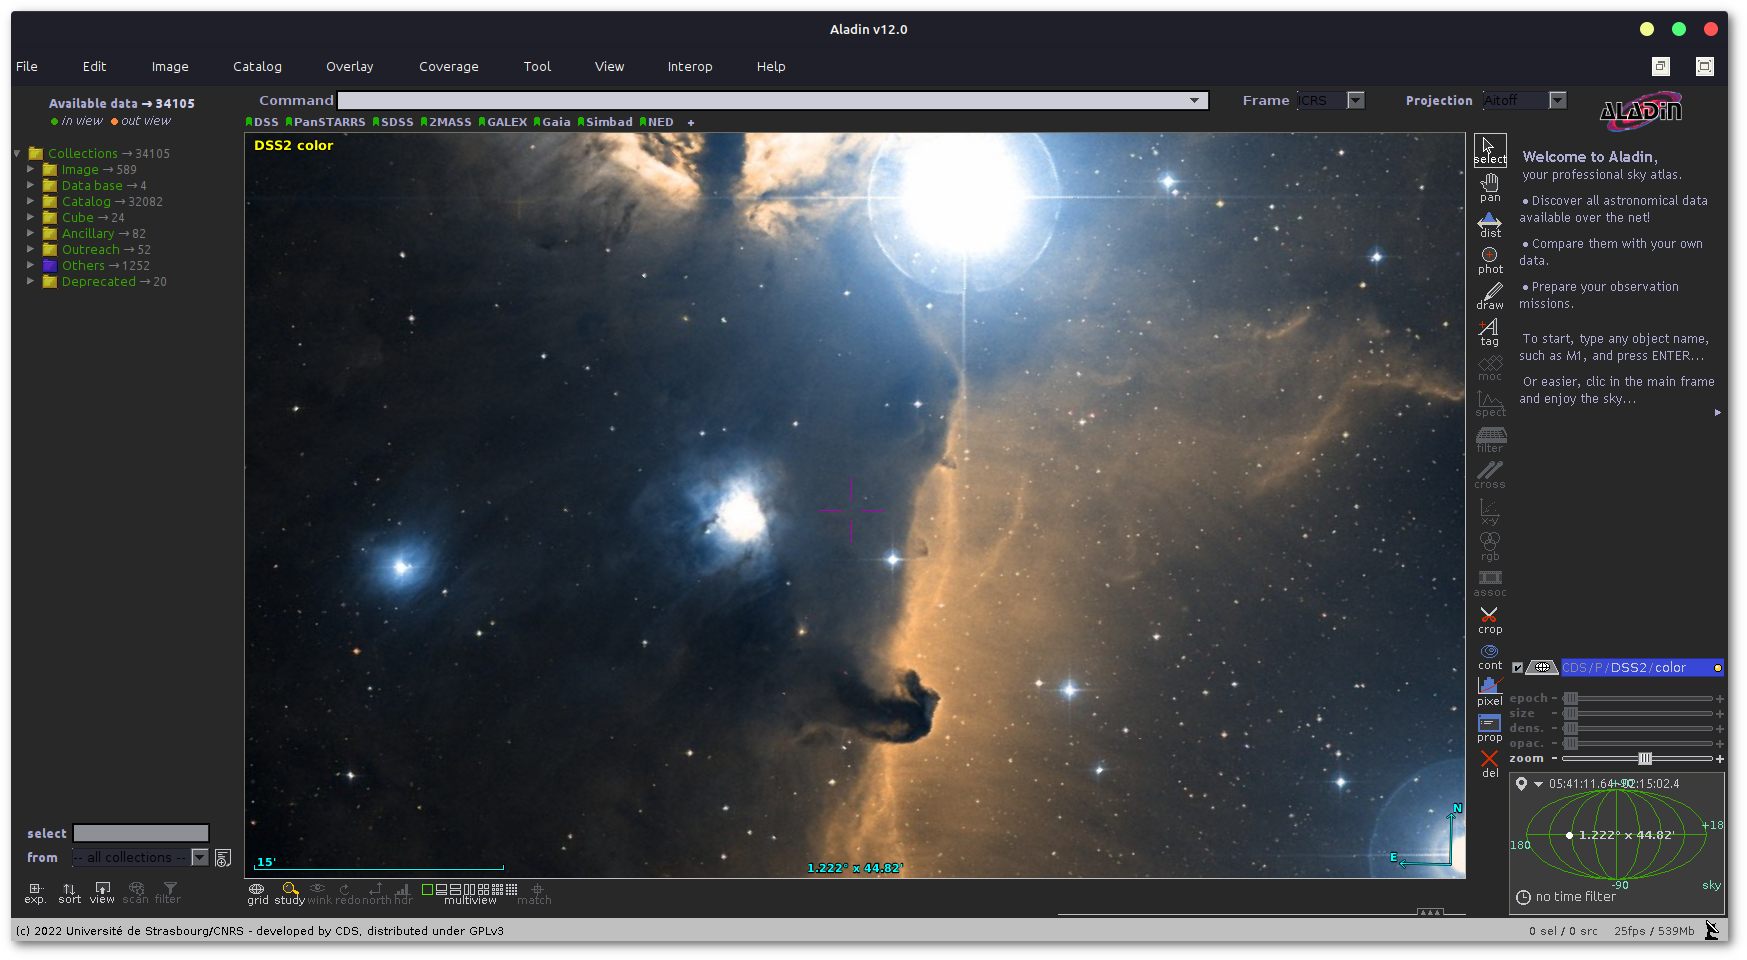 Aladin v12.0
File Edit Image Catalog Overlay Coverage Tool View Interop Help
Available data → 34105
in view out view
Command
Frame ICRS
Projection Aitoff
ALADIN
DSS PanSTARRS SDSS 2MASS GALEX Gaia Simbad NED +
Collections → 34105
Image → 589
Data base → 4
Catalog → 32082
Cube → 24
Ancillary → 82
Outreach → 52
Others → 1252
Deprecated → 20
select
from -- all collections --
exp. sort view scan filter
DSS2 color
15'
1.222° x 44.82'
N
E
grid study wink redo north hdr multiview match
select
pan
dist
phot
draw
tag
moc
spect
filter
cross
x-y
rgb
assoc
crop
cont
pixel
prop
del
Welcome to Aladin,
your professional sky atlas.
• Discover all astronomical data
available over the net!
• Compare them with your own
data.
• Prepare your observation
missions.
To start, type any object name,
such as M1, and press ENTER...
Or easier, clic in the main frame
and enjoy the sky...
CDS/P/DSS2/color
epoch - +
size - +
dens. - +
opac. - +
zoom - +
05:41:11.64 -02:15:02.4
+90
+18
1.222° x 44.82'
180
-90
sky
no time filter
(c) 2022 Université de Strasbourg/CNRS - developed by CDS, distributed under GPLv3
0 sel / 0 src 25fps / 539Mb